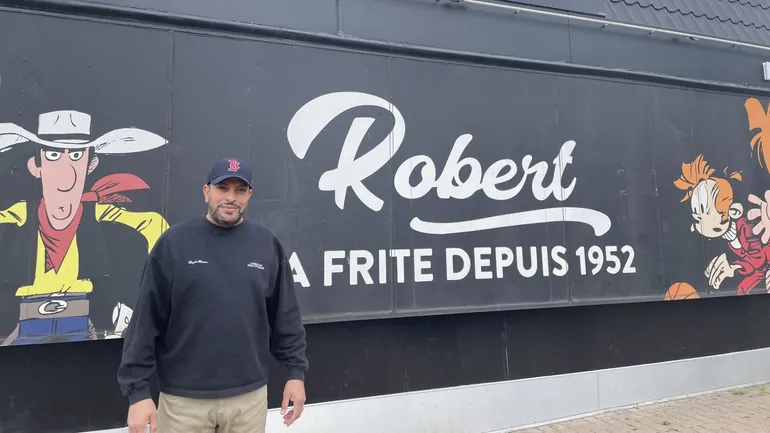 Robert
A FRITE DEPUIS 1952
B